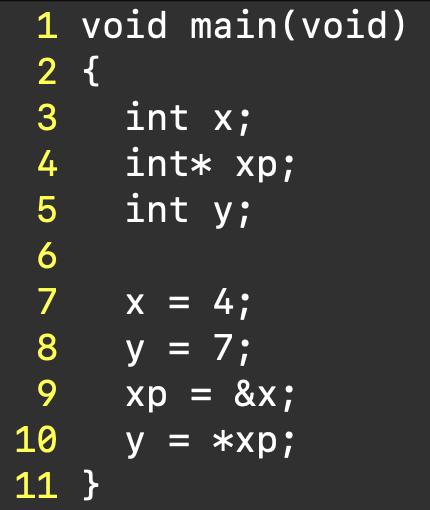 1 void main(void)
2 {
3   int x;
4   int* xp;
5   int y;
6
7   x = 4;
8   y = 7;
9   xp = &x;
10   y = *xp;
11 }